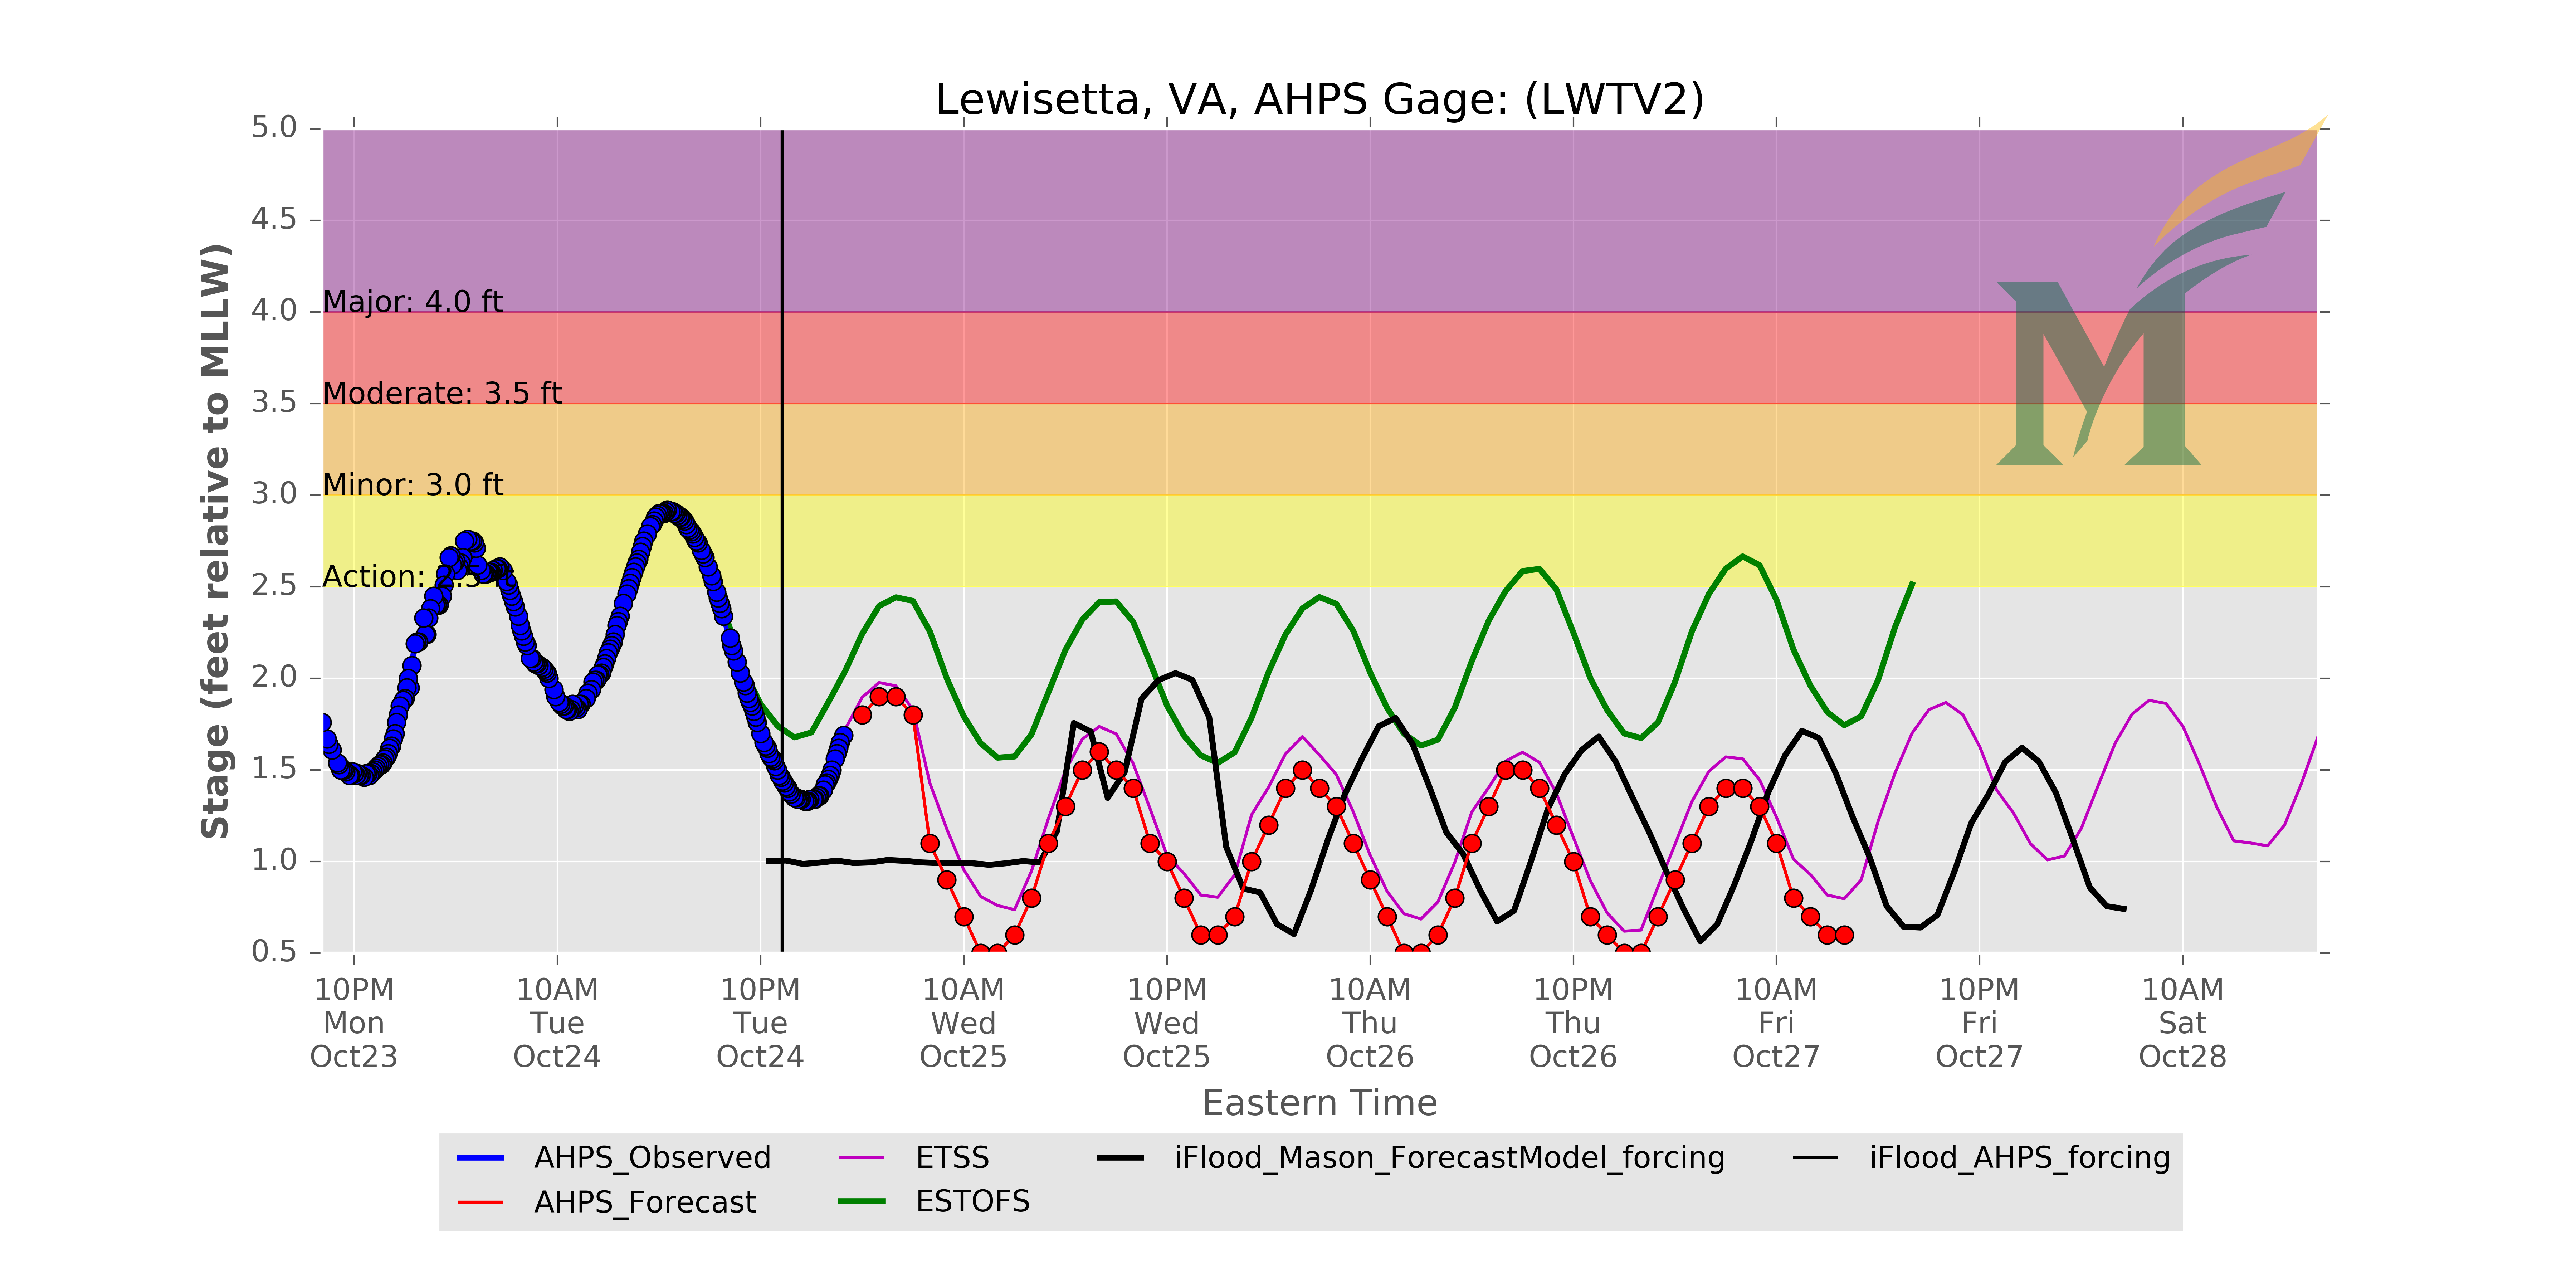 Lewisetta, VA, AHPS Gage: (LWTV2)
Stage (feet relative to MLLW)
5.0
4.5
4.0
3.5
3.0
2.5
2.0
1.5
1.0
0.5
Major: 4.0 ft
Moderate: 3.5 ft
Minor: 3.0 ft
Action:
10PM
Mon
Oct23
10AM
Tue
Oct24
10PM
Tue
Oct24
10AM
Wed
Oct25
10PM
Wed
Oct25
10AM
Thu
Oct26
10PM
Thu
Oct26
10AM
Fri
Oct27
10PM
Fri
Oct27
10AM
Sat
Oct28
Eastern Time
AHPS_Observed
AHPS_Forecast
ETSS
ESTOFS
iFlood_Mason_ForecastModel_forcing
iFlood_AHPS_forcing
M